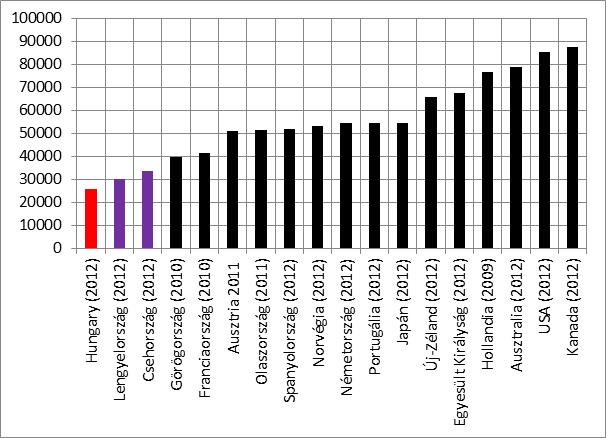 100000
90000
80000
70000
60000
50000
40000
30000
20000
10000
0
Hungary (2012)
Lengyelország (2012)
Csehország (2012)
Görögország (2010)
Franciaország (2010)
Ausztria 2011
Olaszország (2011)
Spanyolország (2012)
Norvégia (2012)
Németország (2012)
Portugália (2012)
Japán (2012)
Új-Zéland (2012)
Egyesült Királyság (2012)
Hollandia (2009)
Ausztralia (2012)
USA (2012)
Kanada (2012)